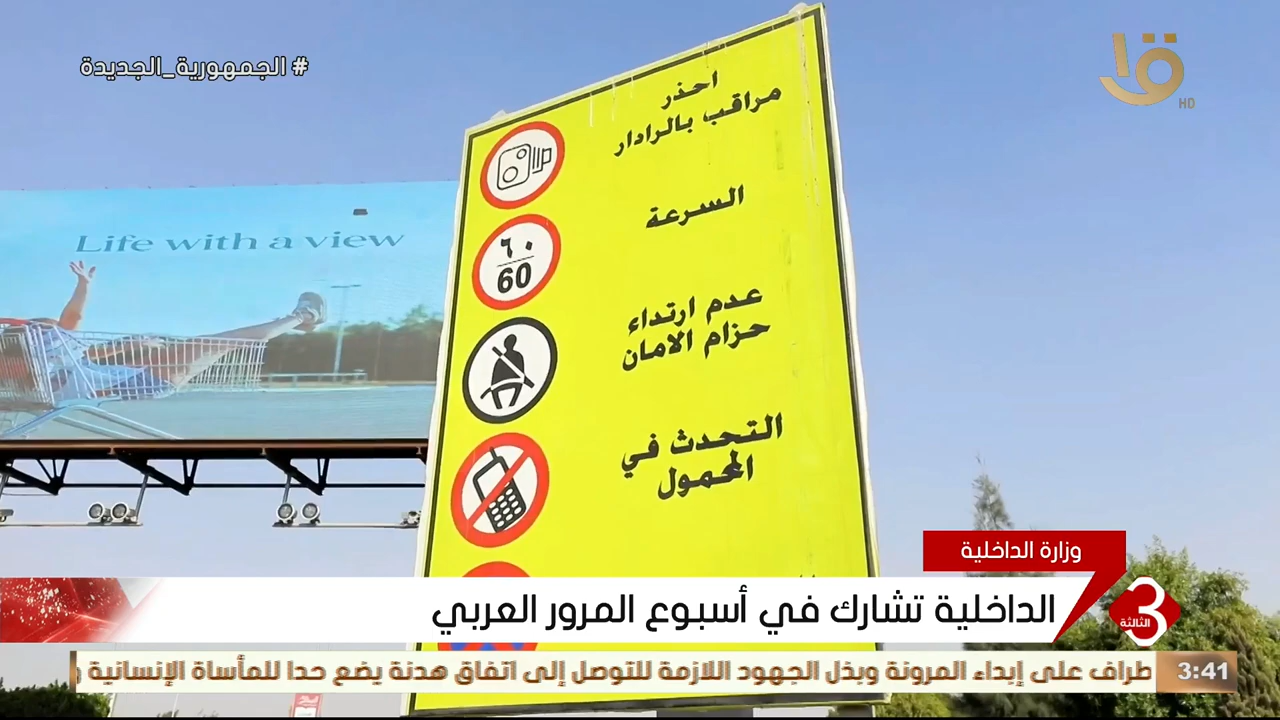 # الجمهورية_الجديدة
HD
Life with a view
احذر
مراقب بالرادار
السرعة
٦٠
60
عدم ارتداء
حزام الامان
التحدث في
المحمول
وزارة الداخلية
الداخلية تشارك في أسبوع المرور العربي
3
الثالثة
طراف على إبداء المرونة وبذل الجهود اللازمة للتوصل إلى اتفاق هدنة يضع حدا للمأساة الإنسانية و
3:41